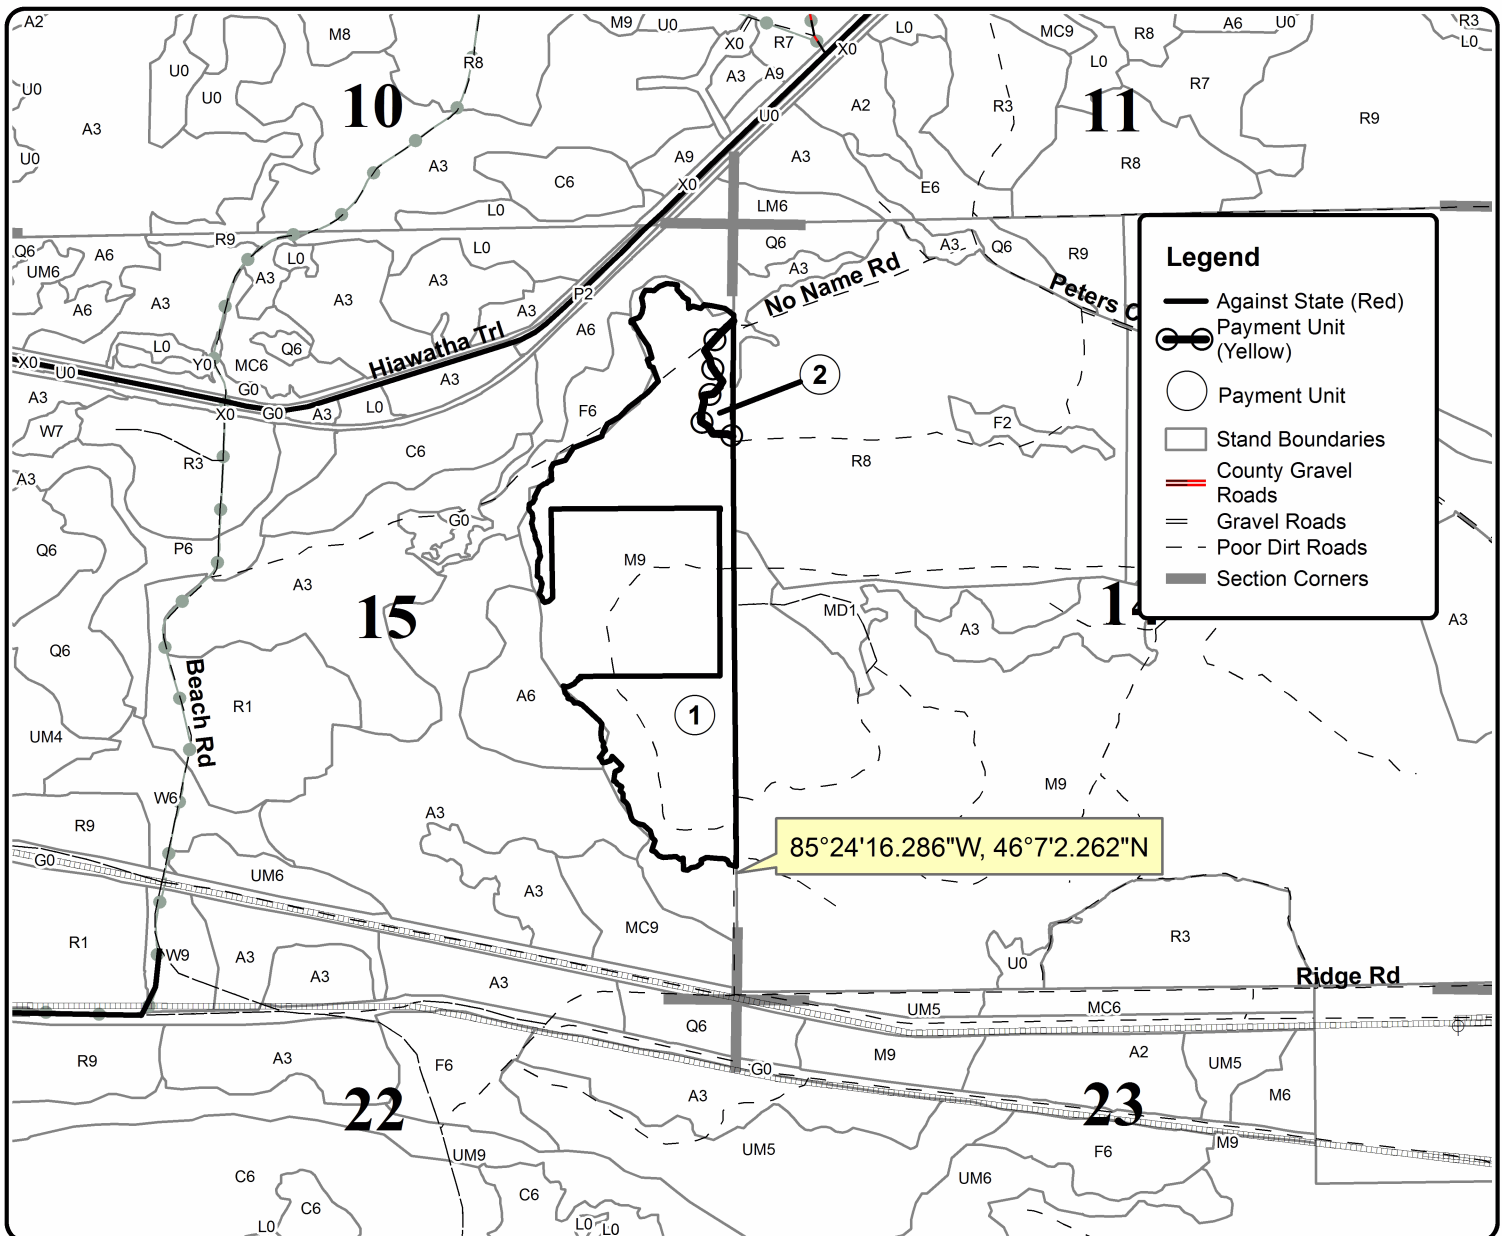 A2
M8
M9
U0
X0
R7
X0
L0
MC9
R8
A6
U0
R3
L0
U0
U0
R8
A3
A9
L0
R7
U0
10
U0
A2
R3
11
R9
A3
U0
A3
C6
A9
A3
R8
X0
E6
L0
LM6
R9
Q6
A6
L0
L0
Q6
A3
Q6
R9
UM6
A3
A3
A3
No Name Rd
Peters C
A6
A3
A3
A3
P2
A6
L0
Q6
Hiawatha Trl
X0
U0
Y0
MC6
G0
A3
2
A3
X0
G0
A3
L0
F6
F2
W7
C6
R3
R8
A3
G0
Q6
P6
M9
A3
15
MD1
14
A3
A3
Q6
Beach Rd
R1
A6
1
UM4
M9
W6
R9
A3
85°24'16.286"W, 46°7'2.262"N
G0
UM6
A3
MC9
R1
W9
A3
A3
A3
R3
U0
Ridge Rd
UM5
MC6
Q6
R9
A3
F6
G0
M9
A2
UM5
A3
M6
22
23
UM9
UM5
F6
M9
C6
C6
C6
UM6
L0
L0
L0
Legend
Against State (Red)
Payment Unit
(Yellow)
Payment Unit
Stand Boundaries
County Gravel
Roads
Gravel Roads
Poor Dirt Roads
Section Corners